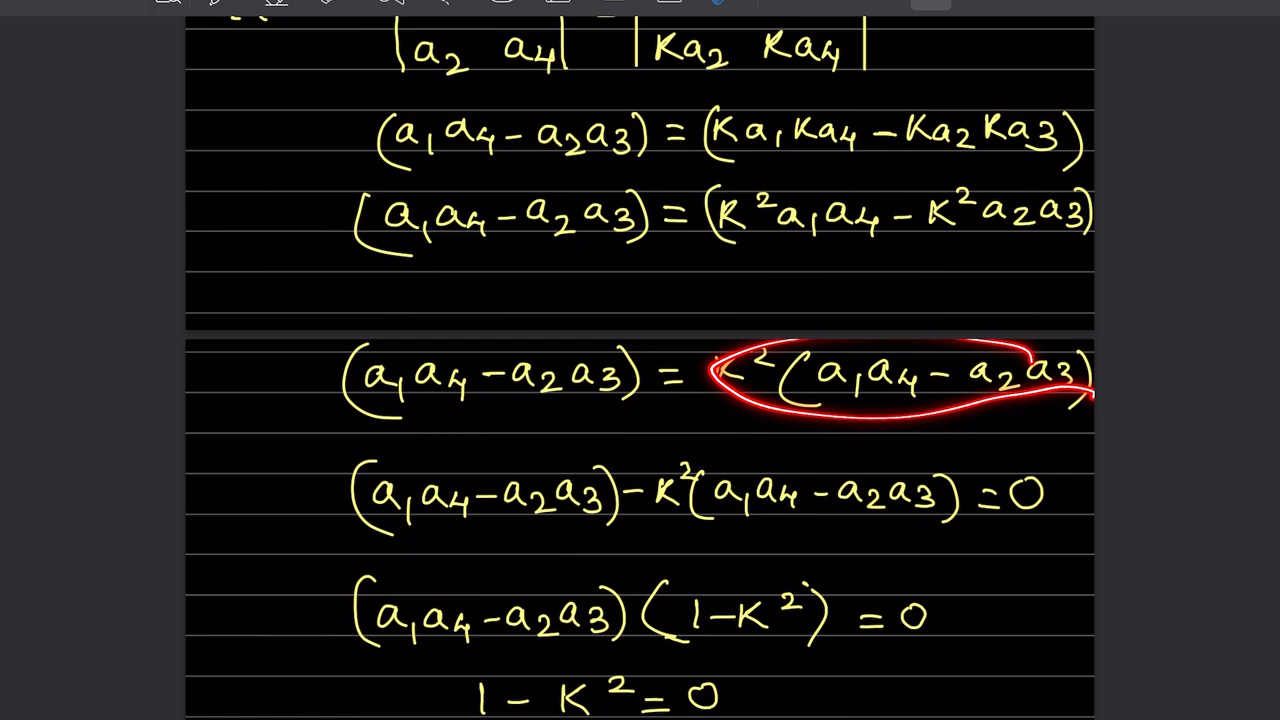 |a₂ a₄| |Ka₂ Ka₄|
(a₁a₄-a₂a₃) = (Ka₁Ka₄-Ka₂Ka₃)
(a₁a₄-a₂a₃) = (K²a₁a₄-K²a₂a₃)
(a₁a₄-a₂a₃) = K²(a₁a₄-a₂a₃)
(a₁a₄-a₂a₃)-K²(a₁a₄-a₂a₃) = 0
(a₁a₄-a₂a₃)(1-K²) = 0
1-K² = 0